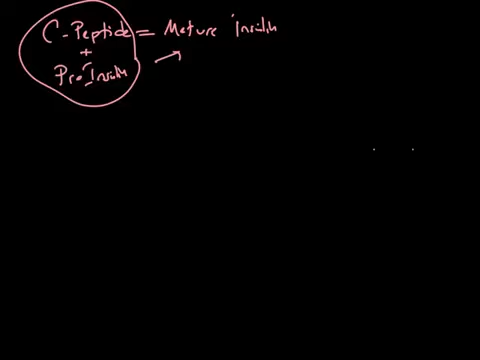 C-Peptide = Mature insulin
+
Pro Insulin